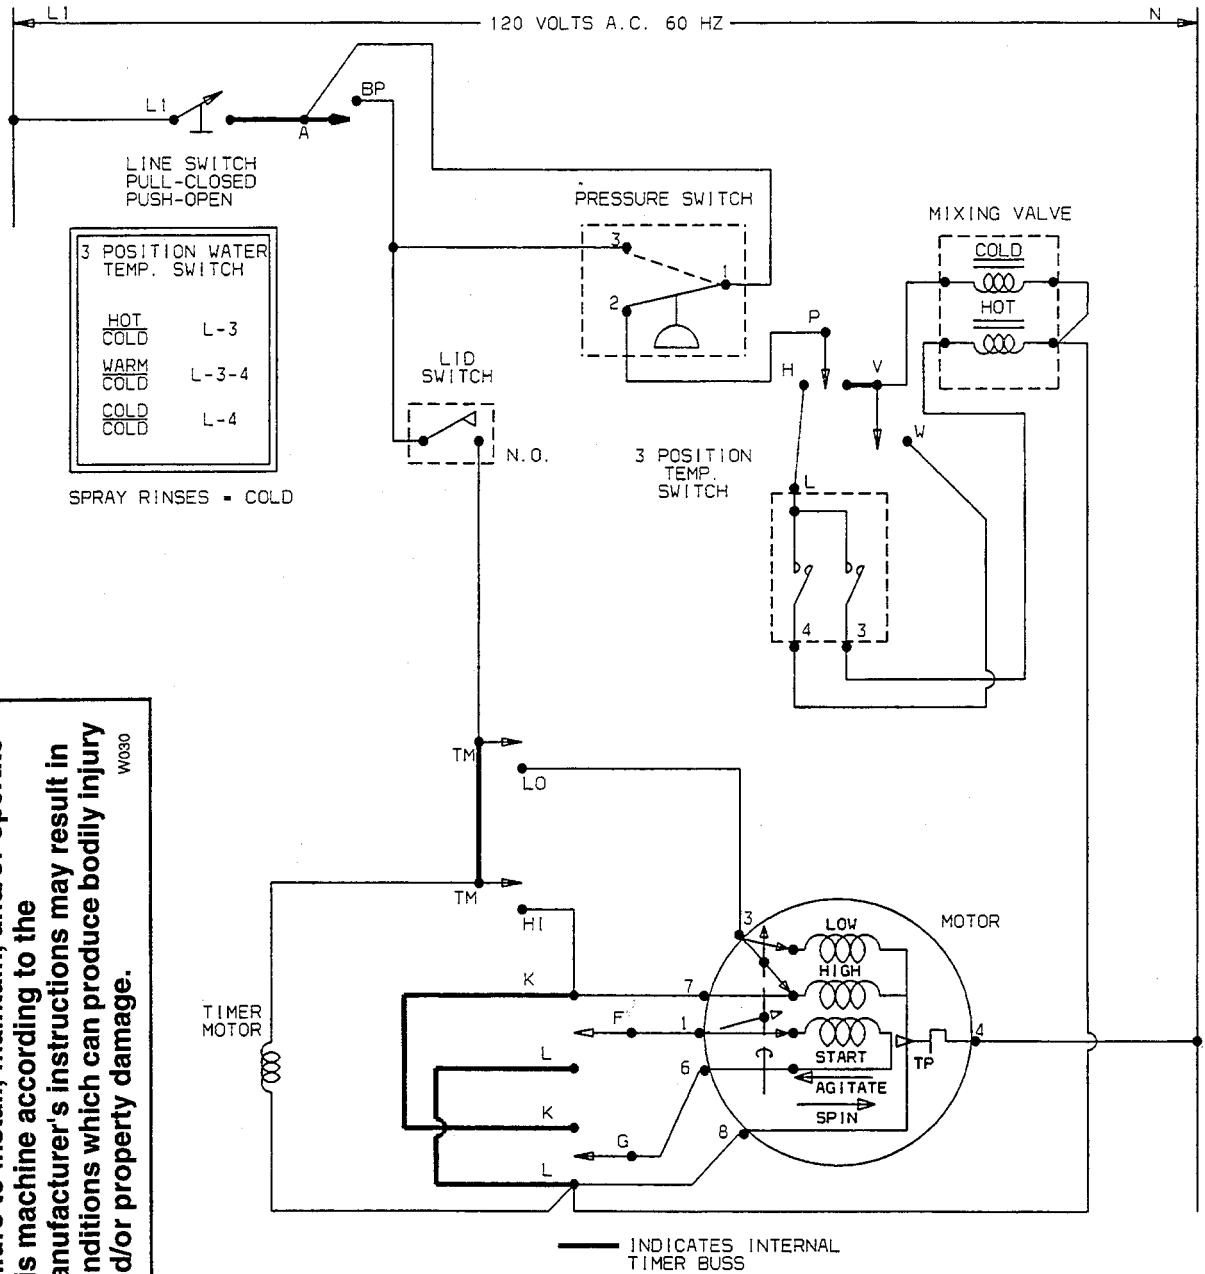 L1
120 VOLTS A.C. 60 HZ
N
L1
A
BP
LINE SWITCH
PULL-CLOSED
PUSH-OPEN
3 POSITION WATER
TEMP. SWITCH
HOT
COLD
L-3
WARM
COLD
L-3-4
COLD
COLD
L-4
SPRAY RINSES = COLD
PRESSURE SWITCH
3
1
2
MIXING VALVE
COLD
HOT
P
H
V
W
LID
SWITCH
N.O.
3 POSITION
TEMP.
SWITCH
L
4
3
TM
LO
TM
HI
TIMER
MOTOR
K
F
L
K
G
L
MOTOR
3
7
1
6
8
4
LOW
HIGH
START
TP
AGITATE
SPIN
INDICATES INTERNAL
TIMER BUSS
machine according to the
instructions may result in
which can produce bodily injury
property damage.
W030